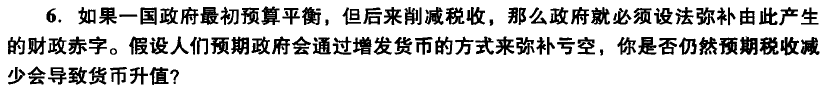 6．如果一国政府最初预算平衡，但后来削减税收，那么政府就必须设法弥补由此产生
的财政赤字。假设人们预期政府会通过增发货币的方式来弥补亏空，你是否仍然预期税收减
少会导致货币升值?